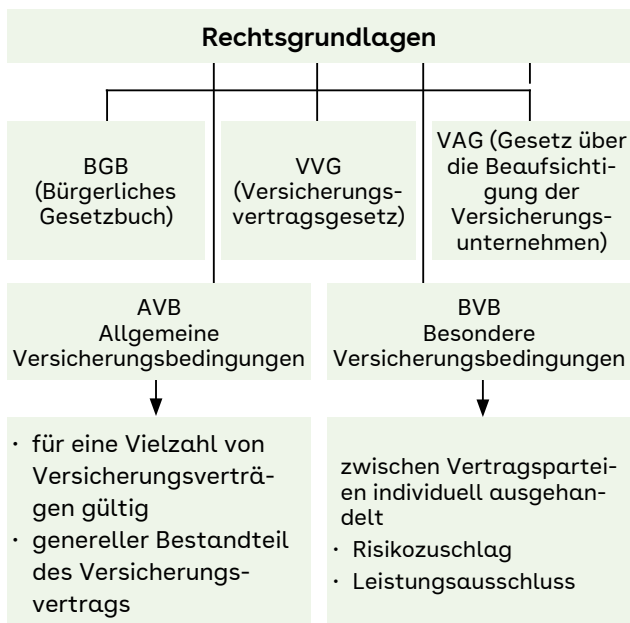 Rechtsgrundlagen
BGB
(Bürgerliches
Gesetzbuch)
VVG
(Versicherungs-
vertragsgesetz)
VAG (Gesetz über
die Beaufsichti-
gung der
Versicherungs-
unternehmen)
AVB
Allgemeine
Versicherungsbedingungen
BVB
Besondere
Versicherungsbedingungen
· für eine Vielzahl von
Versicherungsverträ-
gen gültig
· genereller Bestandteil
des Versicherungs-
vertrags
zwischen Vertragspartei-
en individuell ausgehan-
delt
· Risikozuschlag
· Leistungsausschluss